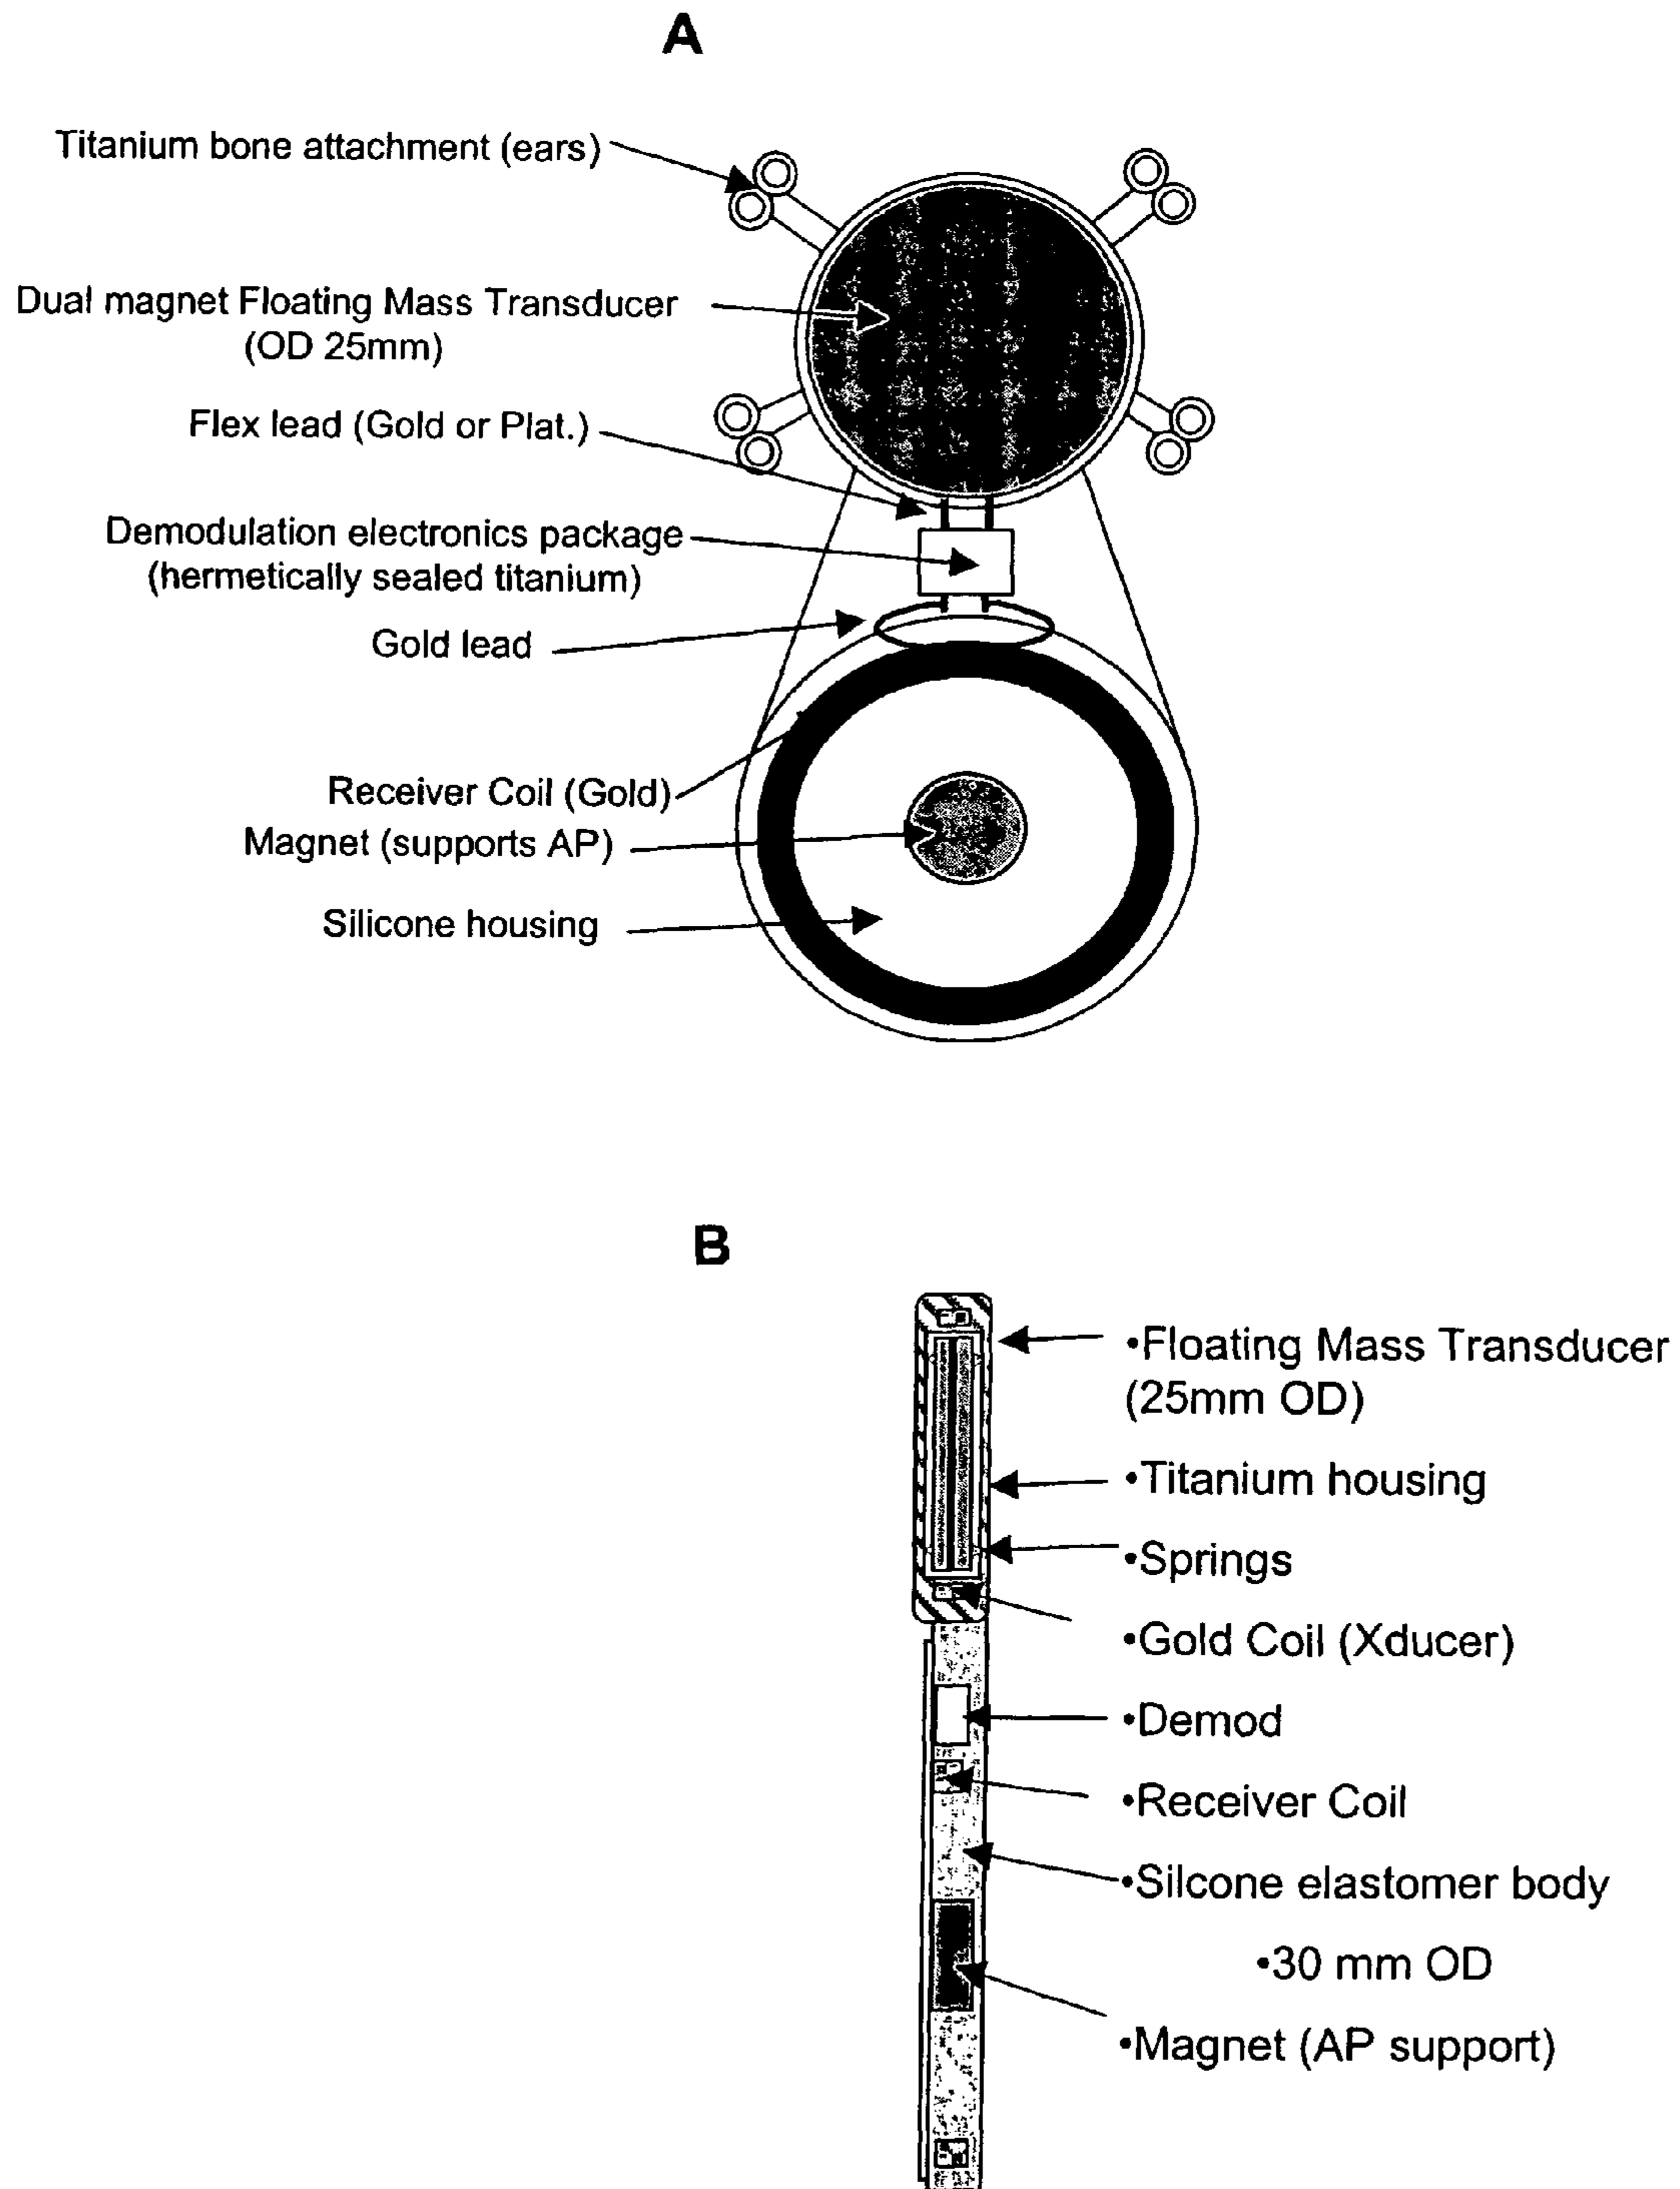 A
Titanium bone attachment (ears)
Dual magnet Floating Mass Transducer
(OD 25mm)
Flex lead (Gold or Plat.)
Demodulation electronics package
(hermetically sealed titanium)
Gold lead
Receiver Coil (Gold)
Magnet (supports AP)
Silicone housing
B
•Floating Mass Transducer
(25mm OD)
•Titanium housing
•Springs
•Gold Coil (Xducer)
•Demod
•Receiver Coil
•Silcone elastomer body
•30 mm OD
•Magnet (AP support)